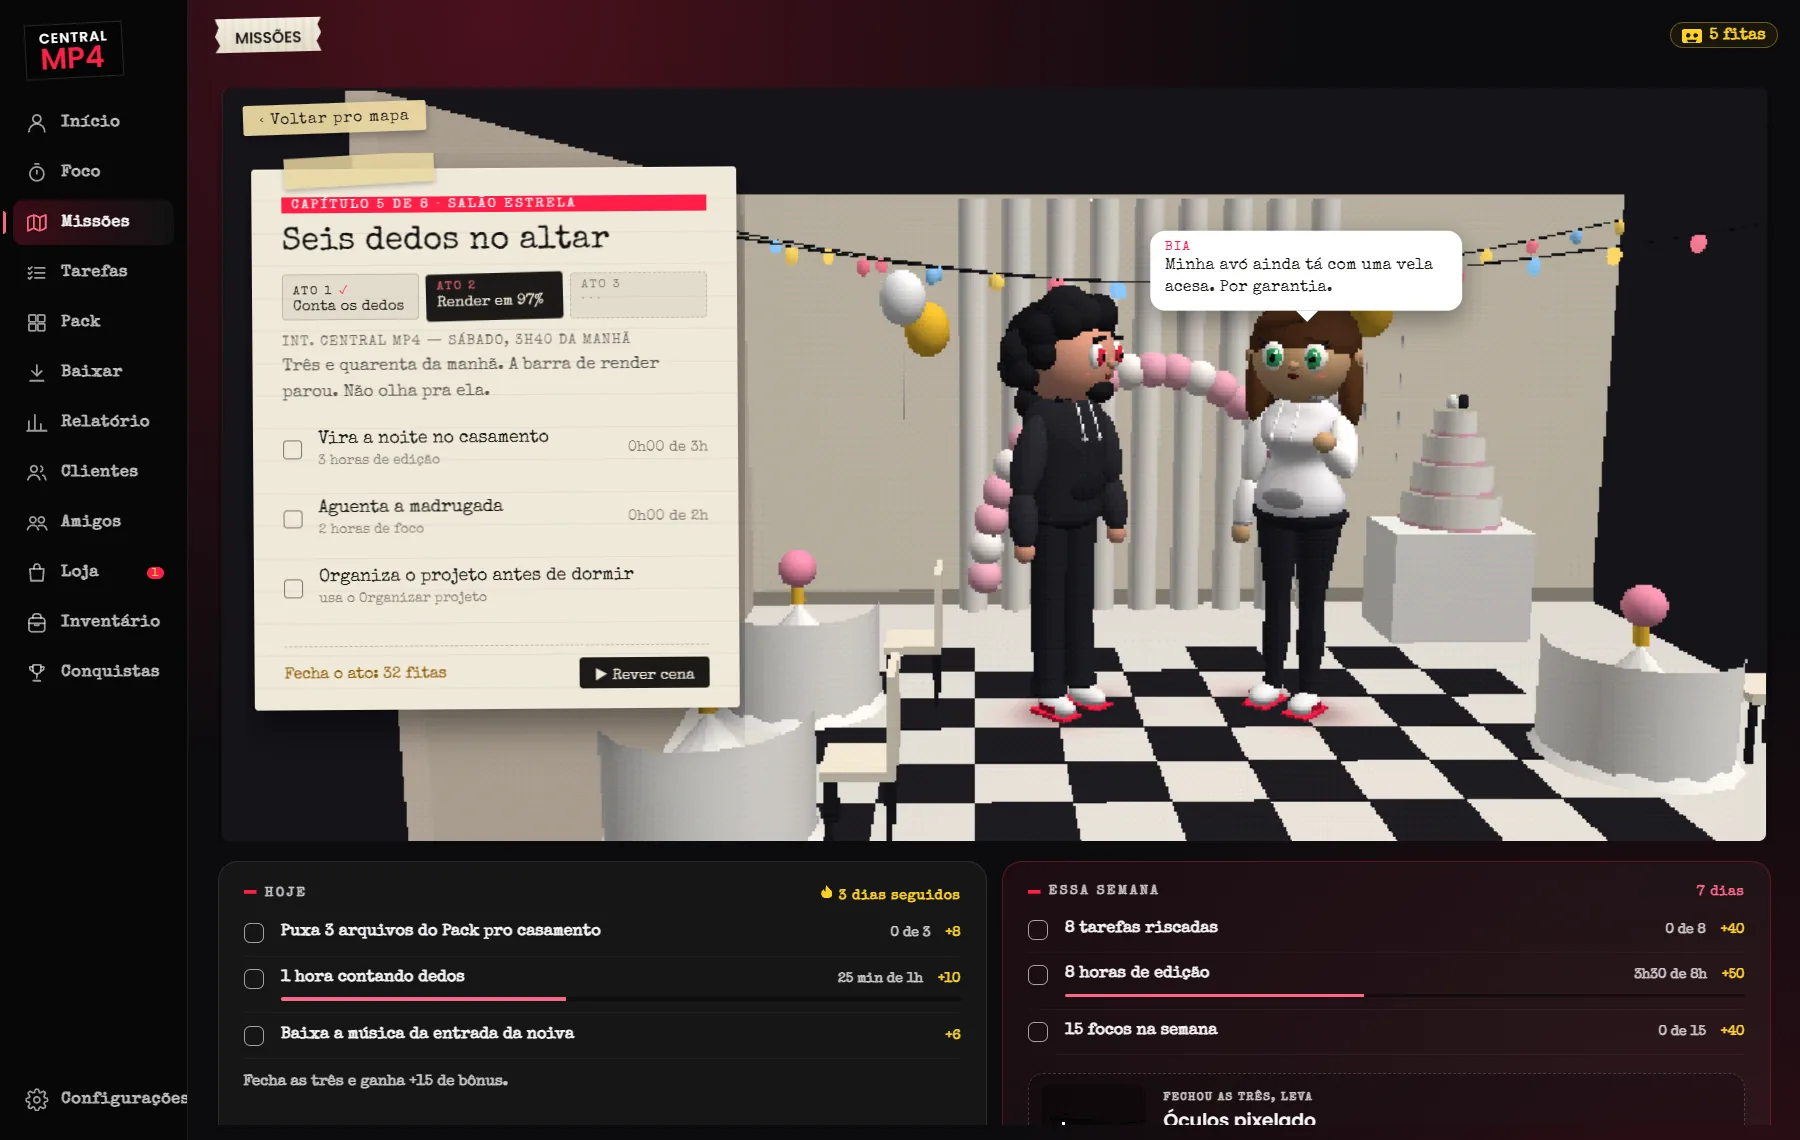 CENTRAL
MP4
MISSÕES
5 fitas
Início
Foco
Missões
Tarefas
Pack
Baixar
Relatório
Clientes
Amigos
Loja
1
Inventário
Conquistas
Configurações
‹ Voltar pro mapa
CAPÍTULO 5 DE 8 · SALÃO ESTRELA
Seis dedos no altar
ATO 1 ✓
Conta os dedos
ATO 2
Render em 97%
ATO 3
...
INT. CENTRAL MP4 — SÁBADO, 3H40 DA MANHÃ
Três e quarenta da manhã. A barra de render
parou. Não olha pra ela.
Vira a noite no casamento
3 horas de edição
0h00 de 3h
Aguenta a madrugada
2 horas de foco
0h00 de 2h
Organiza o projeto antes de dormir
usa o Organizar projeto
Fecha o ato: 32 fitas
▶ Rever cena
BIA
Minha avó ainda tá com uma vela
acesa. Por garantia.
HOJE
3 dias seguidos
Puxa 3 arquivos do Pack pro casamento
0 de 3 +8
1 hora contando dedos
25 min de 1h +10
Baixa a música da entrada da noiva
+6
Fecha as três e ganha +15 de bônus.
ESSA SEMANA
7 dias
8 tarefas riscadas
0 de 8 +40
8 horas de edição
3h30 de 8h +50
15 focos na semana
0 de 15 +40
FECHOU AS TRÊS, LEVA
Óculos pixelado